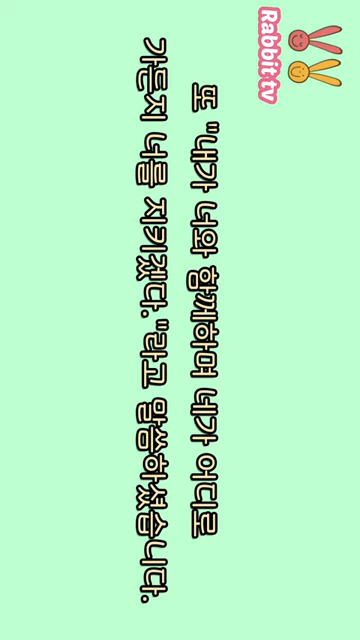 Rabbit tv
또 "내가 너와 함께하며 네가 어디로
가든지 너를 지키겠다."라고 말씀하셨습니다.